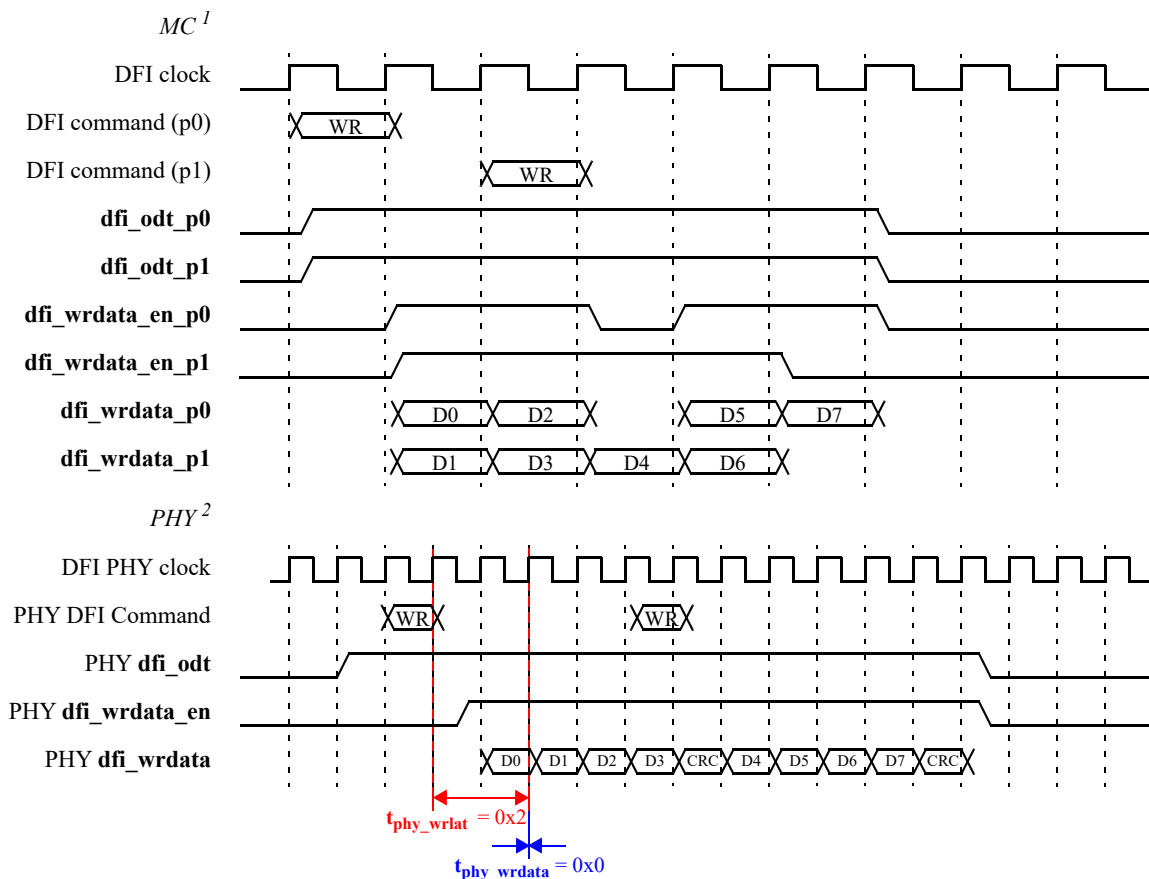 MC 1
DFI clock
DFI command (p0) WR
DFI command (p1) WR
dfi_odt_p0
dfi_odt_p1
dfi_wrdata_en_p0
dfi_wrdata_en_p1
dfi_wrdata_p0 D0 D2 D5 D7
dfi_wrdata_p1 D1 D3 D4 D6
PHY 2
DFI PHY clock
PHY DFI Command WR WR
PHY dfi_odt
PHY dfi_wrdata_en
PHY dfi_wrdata D0 D1 D2 D3 CRC D4 D5 D6 D7 CRC
tphy_wrlat = 0x2
tphy_wrdata = 0x0